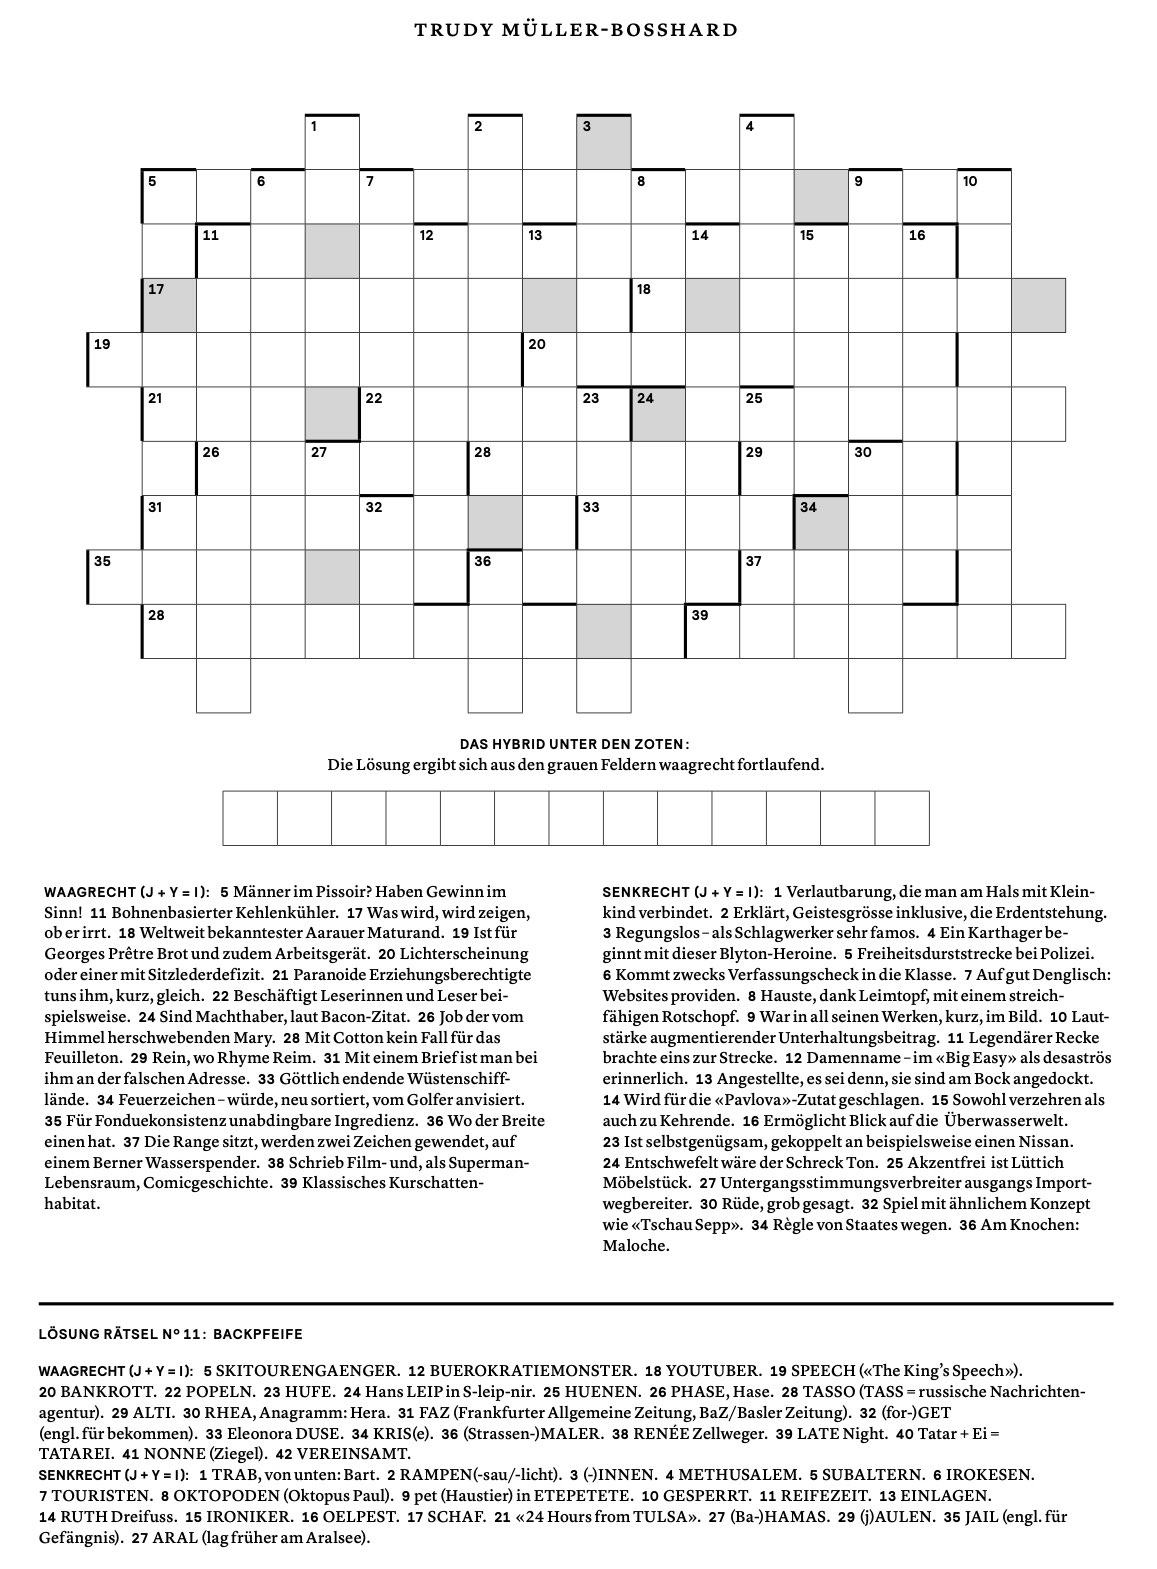 TRUDY MÜLLER-BOSSHARD
1 2 3 4
5 6 7 8 9 10
11 12 13 14 15 16
17 18
19 20
21 22 23 24 25
26 27 28 29 30
31 32 33 34
35 36 37
28 39
DAS HYBRID UNTER DEN ZOTEN:
Die Lösung ergibt sich aus den grauen Feldern waagrecht fortlaufend.
WAAGRECHT (J + Y = I): 5 Männer im Pissoir? Haben Gewinn im
Sinn! 11 Bohnenbasierter Kehlenkühler. 17 Was wird, wird zeigen,
ob er irrt. 18 Weltweit bekanntester Aarauer Maturand. 19 Ist für
Georges Prêtre Brot und zudem Arbeitsgerät. 20 Lichterscheinung
oder einer mit Sitzlederdefizit. 21 Paranoide Erziehungsberechtigte
tuns ihm, kurz, gleich. 22 Beschäftigt Leserinnen und Leser bei-
spielsweise. 24 Sind Machthaber, laut Bacon-Zitat. 26 Job der vom
Himmel herschwebenden Mary. 28 Mit Cotton kein Fall für das
Feuilleton. 29 Rein, wo Rhyme Reim. 31 Mit einem Brief ist man bei
ihm an der falschen Adresse. 33 Göttlich endende Wüstenschiff-
lände. 34 Feuerzeichen – würde, neu sortiert, vom Golfer anvisiert.
35 Für Fonduekonsistenz unabdingbare Ingredienz. 36 Wo der Breite
einen hat. 37 Die Range sitzt, werden zwei Zeichen gewendet, auf
einem Berner Wasserspender. 38 Schrieb Film- und, als Superman-
Lebensraum, Comicgeschichte. 39 Klassisches Kurschatten-
habitat.
SENKRECHT (J + Y = I): 1 Verlautbarung, die man am Hals mit Klein-
kind verbindet. 2 Erklärt, Geistesgrösse inklusive, die Erdentstehung.
3 Regungslos – als Schlagwerker sehr famos. 4 Ein Karthager be-
ginnt mit dieser Blyton-Heroine. 5 Freiheitsdurststrecke bei Polizei.
6 Kommt zwecks Verfassungscheck in die Klasse. 7 Auf gut Denglisch:
Websites providen. 8 Hauste, dank Leimtopf, mit einem streich-
fähigen Rotschopf. 9 War in all seinen Werken, kurz, im Bild. 10 Laut-
stärke augmentierender Unterhaltungsbeitrag. 11 Legendärer Recke
brachte eins zur Strecke. 12 Damenname – im «Big Easy» als desaströs
erinnerlich. 13 Angestellte, es sei denn, sie sind am Bock angedockt.
14 Wird für die «Pavlova»-Zutat geschlagen. 15 Sowohl verzehren als
auch zu Kehrende. 16 Ermöglicht Blick auf die Überwasserwelt.
23 Ist selbstgenügsam, gekoppelt an beispielsweise einen Nissan.
24 Entschwefelt wäre der Schreck Ton. 25 Akzentfrei ist Lüttich
Möbelstück. 27 Untergangsstimmungsverbreiter ausgangs Import-
wegbereiter. 30 Rüde, grob gesagt. 32 Spiel mit ähnlichem Konzept
wie «Tschau Sepp». 34 Règle von Staates wegen. 36 Am Knochen:
Maloche.
LÖSUNG RÄTSEL Nº 11: BACKPFEIFE
WAAGRECHT (J + Y = I): 5 SKITOURENGAENGER. 12 BUEROKRATIEMONSTER. 18 YOUTUBER. 19 SPEECH («The King's Speech»).
20 BANKROTT. 22 POPELN. 23 HUFE. 24 Hans LEIP in S-leip-nir. 25 HUENEN. 26 PHASE, Hase. 28 TASSO (TASS = russische Nachrichten-
agentur). 29 ALTI. 30 RHEA, Anagramm: Hera. 31 FAZ (Frankfurter Allgemeine Zeitung, BaZ/Basler Zeitung). 32 (for-)GET
(engl. für bekommen). 33 Eleonora DUSE. 34 KRIS(e). 36 (Strassen-)MALER. 38 RENÉE Zellweger. 39 LATE Night. 40 Tatar + Ei =
TATAREI. 41 NONNE (Ziegel). 42 VEREINSAMT.
SENKRECHT (J + Y = I): 1 TRAB, von unten: Bart. 2 RAMPEN(-sau/-licht). 3 (-)INNEN. 4 METHUSALEM. 5 SUBALTERN. 6 IROKESEN.
7 TOURISTEN. 8 OKTOPODEN (Oktopus Paul). 9 pet (Haustier) in ETEPETETE. 10 GESPERRT. 11 REIFEZEIT. 13 EINLAGEN.
14 RUTH Dreifuss. 15 IRONIKER. 16 OELPEST. 17 SCHAF. 21 «24 Hours from TULSA». 27 (Ba-)HAMAS. 29 (j)AULEN. 35 JAIL (engl. für
Gefängnis). 27 ARAL (lag früher am Aralsee).